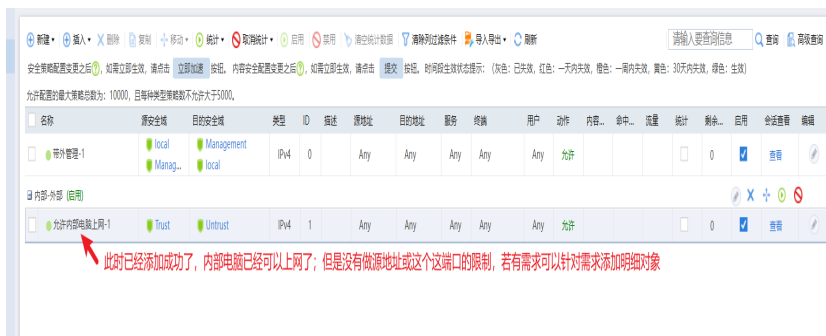 新建 插入 删除 复制 移动 统计 取消统计 启用 禁用 清空统计数据 清除列过滤条件 导入导出 刷新 请输入要查询信息 查询 高级查询
安全策略配置变更之后?，如需立即生效，请点击 立即加速 按钮。 内容安全配置变更之后?，如需立即生效，请点击 提交 按钮。时间段生效状态提示：（灰色：已失效，红色：一天内失效，橙色：一周内失效，黄色：30天内失效，绿色：生效）
允许配置的最大策略总数为：10000，且每种类型策略数不允许大于5000。
名称 源安全域 目的安全域 类型 ID 描述 源地址 目的地址 服务 终端 用户 动作 内容... 命中... 流量 统计 剩余... 启用 会话查看 编辑
带外管理-1 local Management IPv4 0 Any Any Any Any Any 允许 0 查看
Manag... local
内部-外部 (启用)
允许内部电脑上网-1 Trust Untrust IPv4 1 Any Any Any Any Any 允许 0 查看
此时已经添加成功了，内部电脑已经可以上网了；但是没有做源地址或这个这端口的限制，若有需求可以针对需求添加明细对象